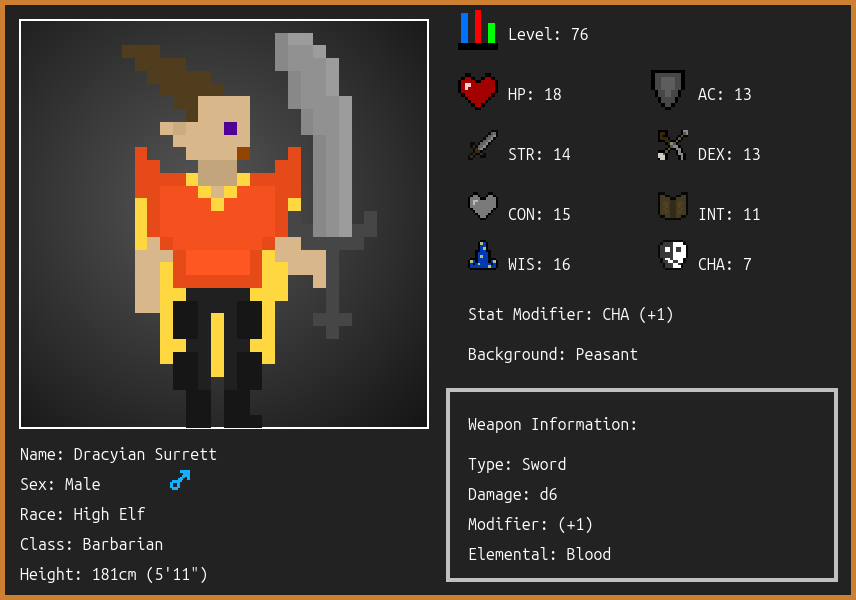 Level: 76
HP: 18
AC: 13
STR: 14
DEX: 13
CON: 15
INT: 11
WIS: 16
CHA: 7
Stat Modifier: CHA (+1)
Background: Peasant
Weapon Information:
Type: Sword
Damage: d6
Modifier: (+1)
Elemental: Blood
Name: Dracyian Surrett
Sex: Male
Race: High Elf
Class: Barbarian
Height: 181cm (5'11")